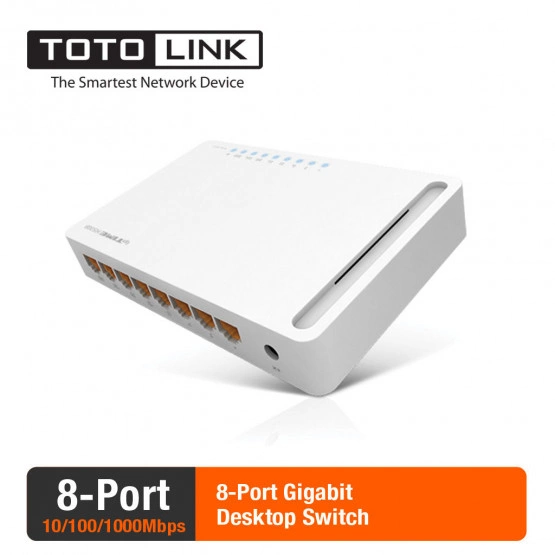 TOTO LINK
The Smartest Network Device
8-Port
10/100/1000Mbps
8-Port Gigabit
Desktop Switch